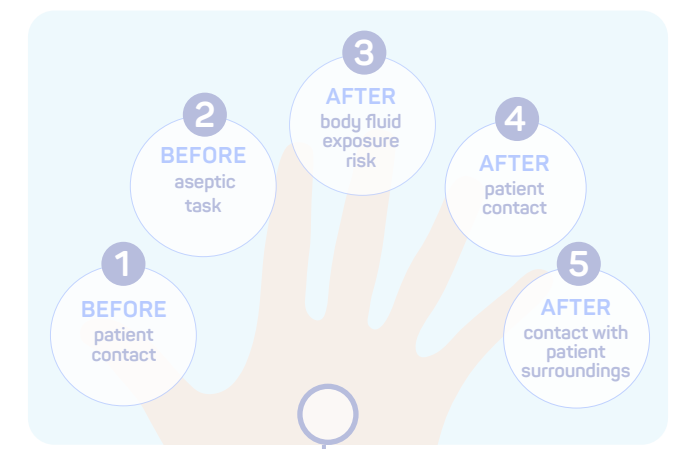 1
BEFORE
patient
contact
2
BEFORE
aseptic
task
3
AFTER
body fluid
exposure
risk
4
AFTER
patient
contact
5
AFTER
contact with
patient
surroundings